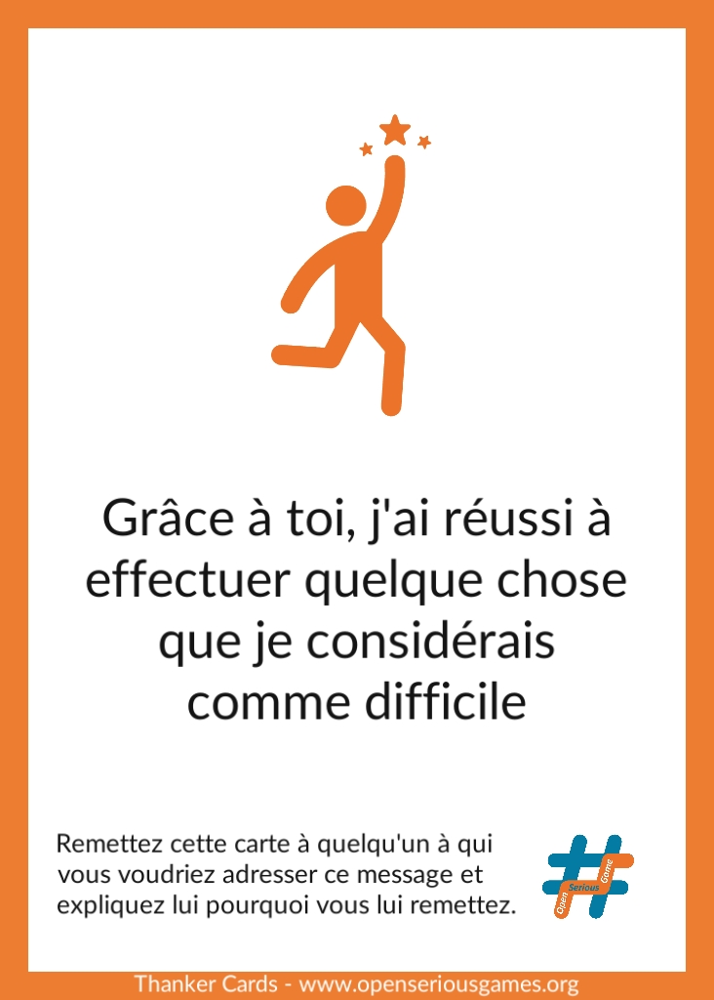 Grâce à toi, j'ai réussi à
effectuer quelque chose
que je considérais
comme difficile
Remettez cette carte à quelqu'un à qui
vous voudriez adresser ce message et
expliquez lui pourquoi vous lui remettez.
Open Serious Game
Thanker Cards - www.openseriousgames.org